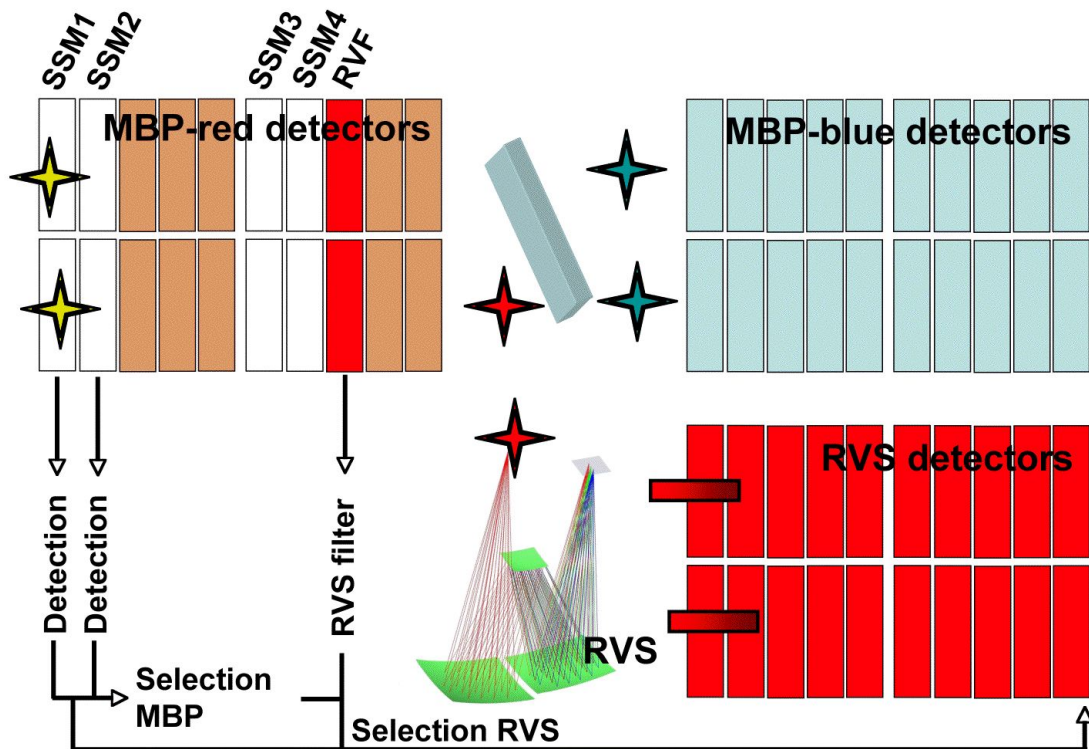 SSM1
SSM2
SSM3
SSM4
RVF
MBP-red detectors
MBP-blue detectors
RVS detectors
Detection
Detection
RVS filter
RVS
Selection
MBP
Selection RVS